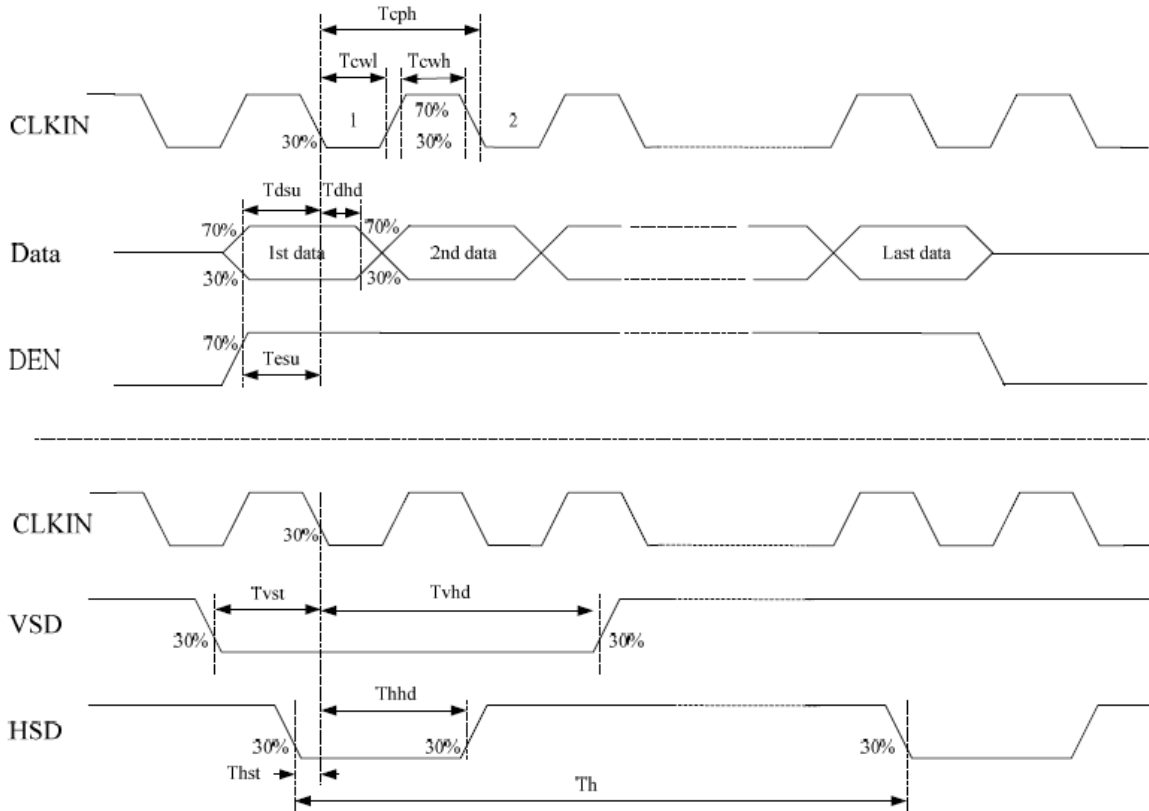 Tcph
Tcwl Tcwh
CLKIN 30% 1 70% 30% 2
Tdsu Tdhd
70% 70%
Data 1st data 2nd data Last data
30% 30%
DEN 70% Tesu
CLKIN 30%
Tvst Tvhd
VSD 30% 30%
Thhd
HSD 30% 30% 30%
Thst Th